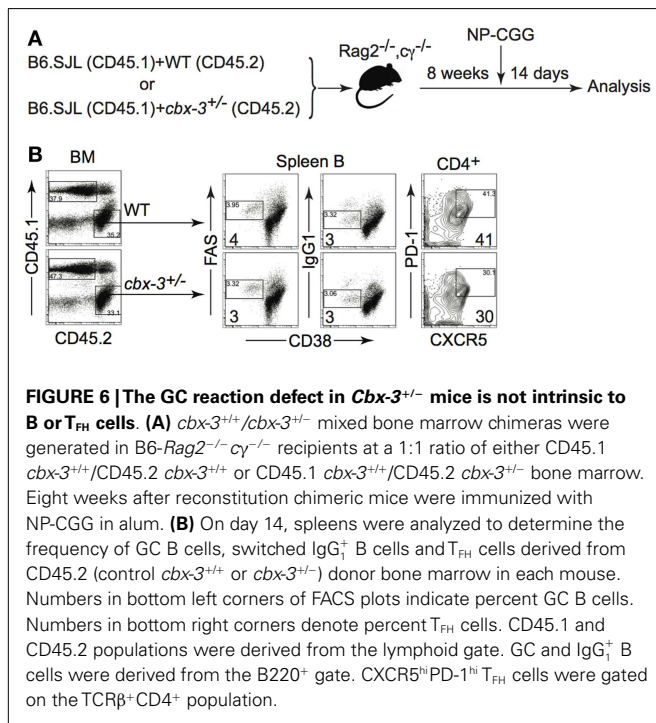 A
B6.SJL (CD45.1)+WT (CD45.2)
or
B6.SJL (CD45.1)+cbx-3+/- (CD45.2)
Rag2-/-,cγ-/-
NP-CGG
8 weeks
14 days
Analysis
B
BM
Spleen B
CD4+
CD45.1
37.9
35.2
WT
FAS
3.95
4
IgG1
3.32
3
PD-1
41.3
41
47.3
33.1
cbx-3+/-
3.32
3
3.06
3
30.1
30
CD45.2
CD38
CXCR5
FIGURE 6 | The GC reaction defect in Cbx-3+/− mice is not intrinsic to
B or TFH cells. (A) cbx-3+/+/cbx-3+/− mixed bone marrow chimeras were
generated in B6-Rag2−/−cγ−/− recipients at a 1:1 ratio of either CD45.1
cbx-3+/+/CD45.2 cbx-3+/+ or CD45.1 cbx-3+/+/CD45.2 cbx-3+/− bone marrow.
Eight weeks after reconstitution chimeric mice were immunized with
NP-CGG in alum. (B) On day 14, spleens were analyzed to determine the
frequency of GC B cells, switched IgG1+ B cells and TFH cells derived from
CD45.2 (control cbx-3+/+ or cbx-3+/−) donor bone marrow in each mouse.
Numbers in bottom left corners of FACS plots indicate percent GC B cells.
Numbers in bottom right corners denote percent TFH cells. CD45.1 and
CD45.2 populations were derived from the lymphoid gate. GC and IgG1+ B
cells were derived from the B220+ gate. CXCR5hiPD-1hi TFH cells were gated
on the TCRβ+CD4+ population.